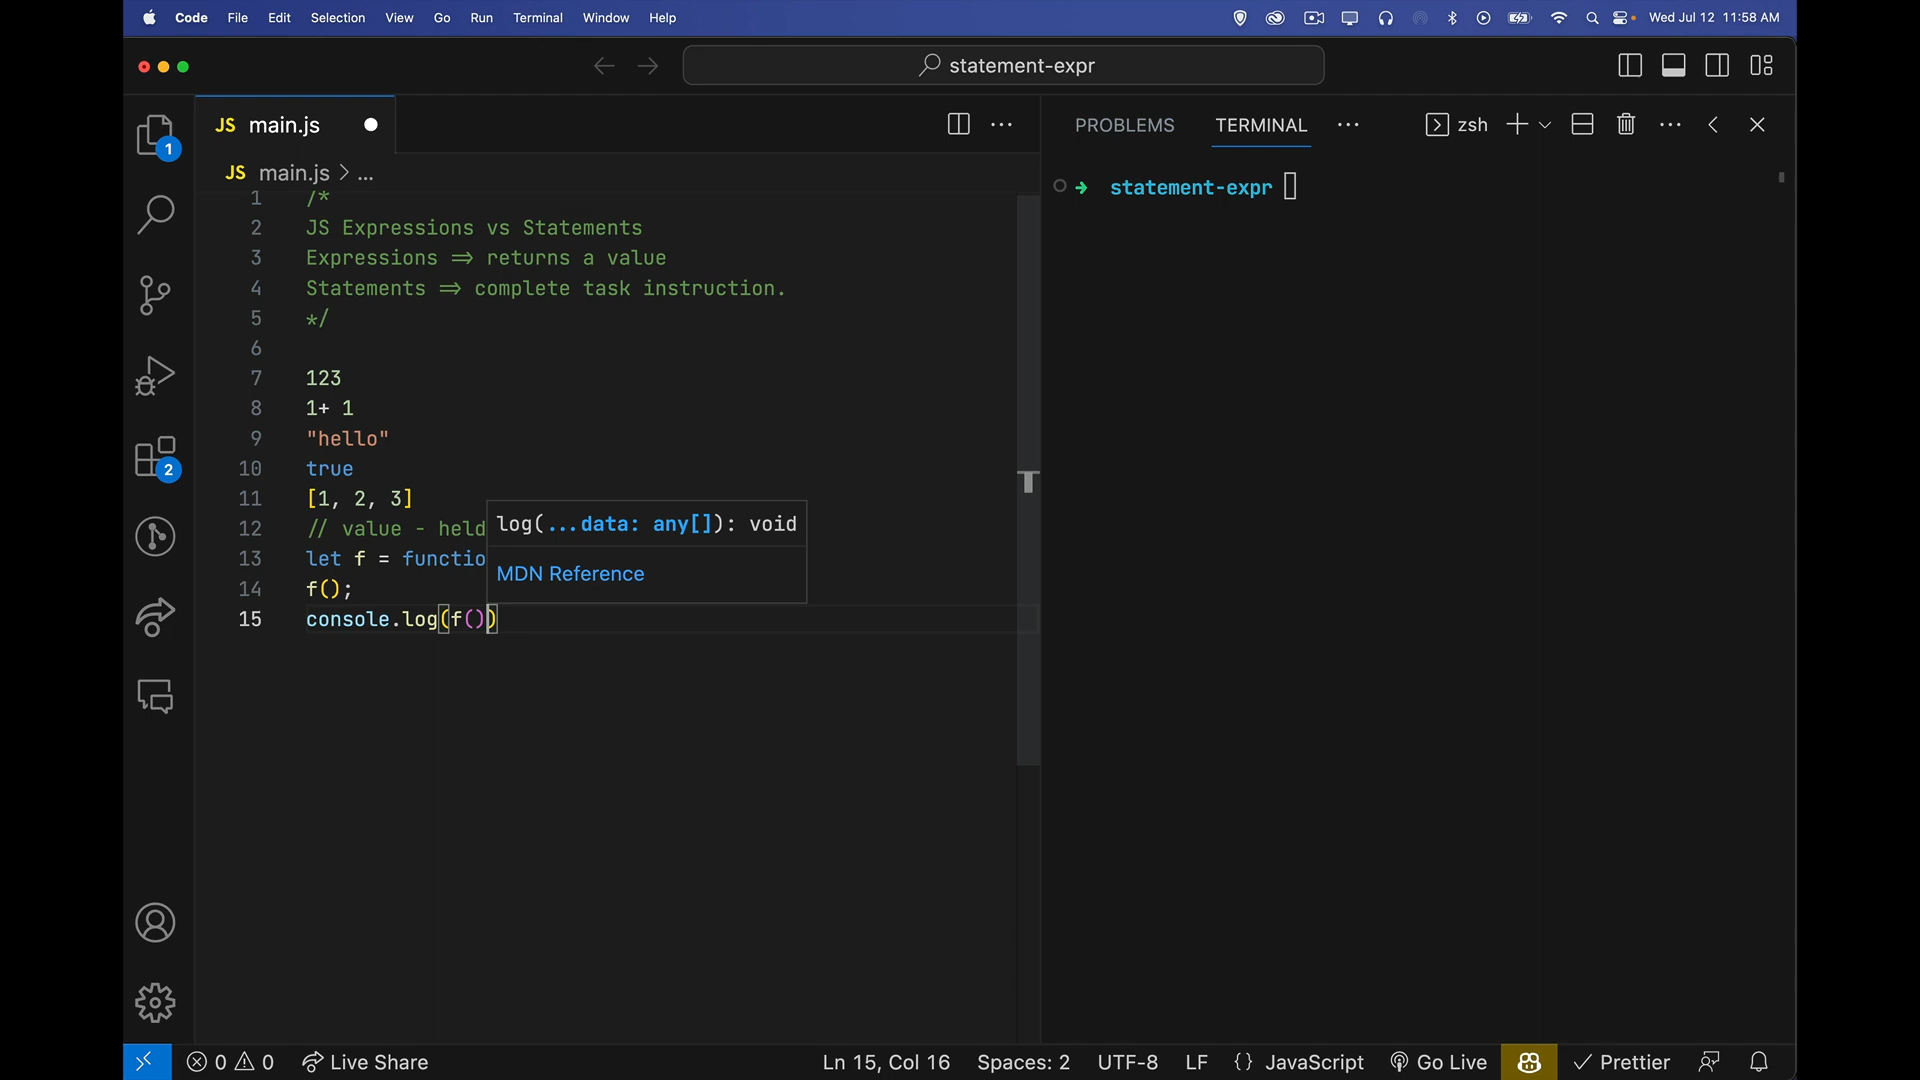 Code File Edit Selection View Go Run Terminal Window Help Wed Jul 12 11:58 AM
statement-expr
JS main.js
PROBLEMS TERMINAL ... zsh
JS main.js > ...
statement-expr
1 /*
2 JS Expressions vs Statements
3 Expressions => returns a value
4 Statements => complete task instruction.
5 */
6
7 123
8 1+ 1
9 "hello"
10 true
11 [1, 2, 3]
12 // value - held
13 let f = functio
14 f();
15 console.log(f())
log(...data: any[]): void
MDN Reference
1
2
0 0 Live Share Ln 15, Col 16 Spaces: 2 UTF-8 LF {} JavaScript Go Live Prettier